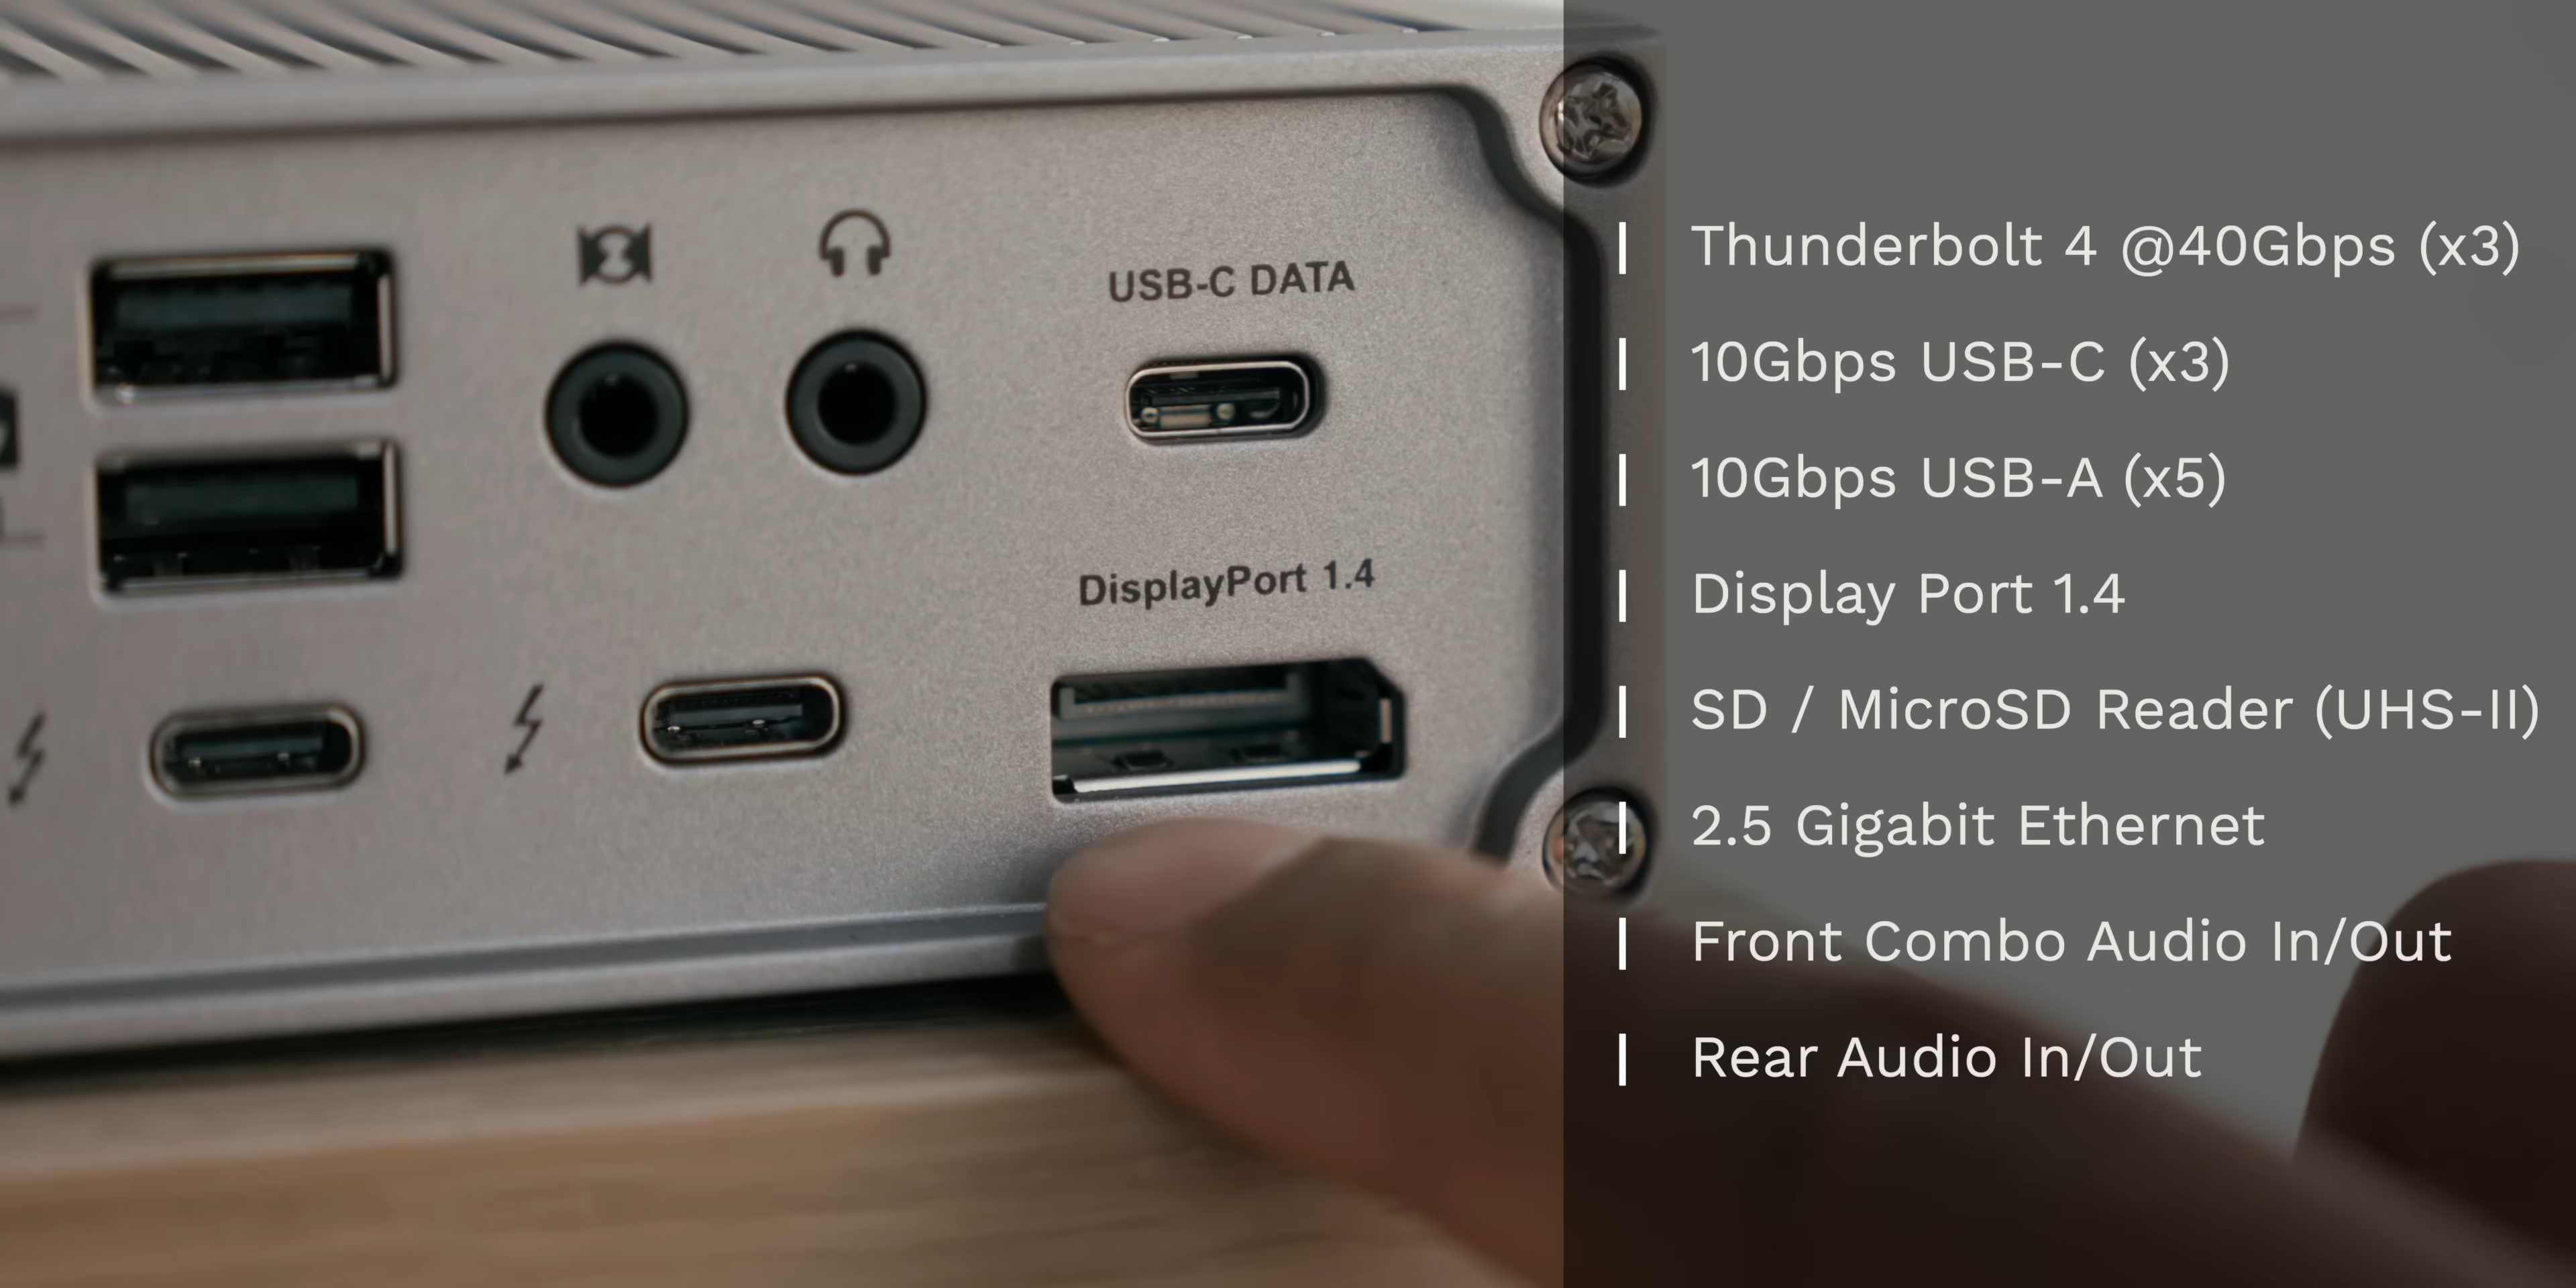 USB-C DATA
DisplayPort 1.4
Thunderbolt 4 @40Gbps (x3)
10Gbps USB-C (x3)
10Gbps USB-A (x5)
Display Port 1.4
SD / MicroSD Reader (UHS-II)
2.5 Gigabit Ethernet
Front Combo Audio In/Out
Rear Audio In/Out